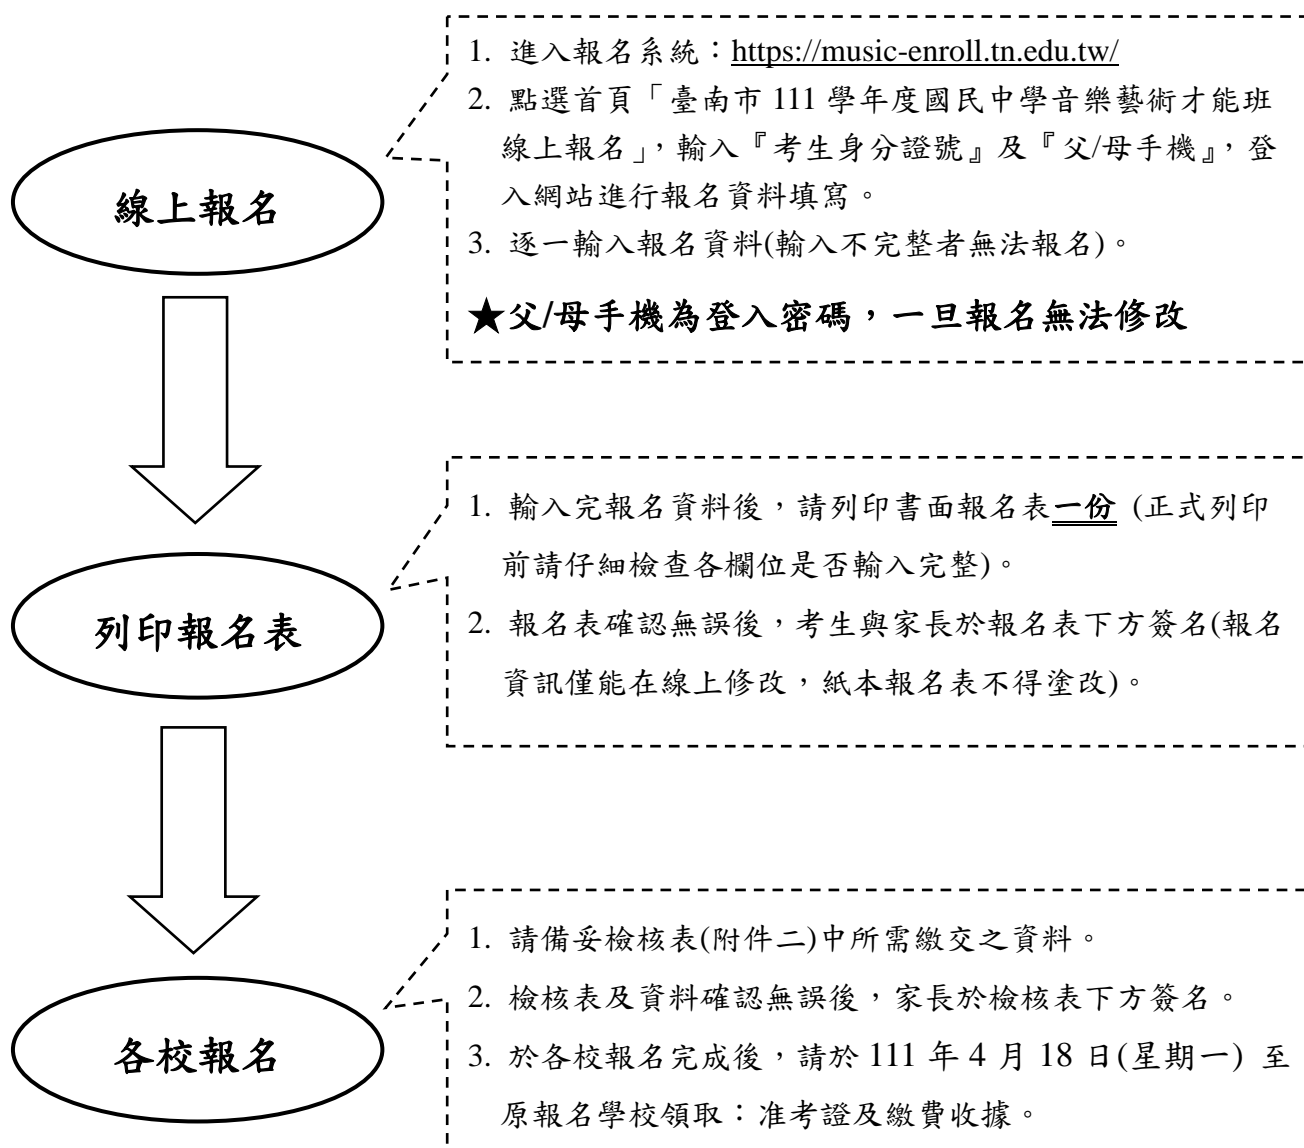 線上報名
1. 進入報名系統：https://music-enroll.tn.edu.tw/
2. 點選首頁「臺南市 111 學年度國民中學音樂藝術才能班
線上報名」，輸入『考生身分證號』及『父/母手機』，登
入網站進行報名資料填寫。
3. 逐一輸入報名資料(輸入不完整者無法報名)。
★父/母手機為登入密碼，一旦報名無法修改
列印報名表
1. 輸入完報名資料後，請列印書面報名表一份 (正式列印
前請仔細檢查各欄位是否輸入完整)。
2. 報名表確認無誤後，考生與家長於報名表下方簽名(報名
資訊僅能在線上修改，紙本報名表不得塗改)。
各校報名
1. 請備妥檢核表(附件二)中所需繳交之資料。
2. 檢核表及資料確認無誤後，家長於檢核表下方簽名。
3. 於各校報名完成後，請於 111 年 4 月 18 日(星期一) 至
原報名學校領取：准考證及繳費收據。